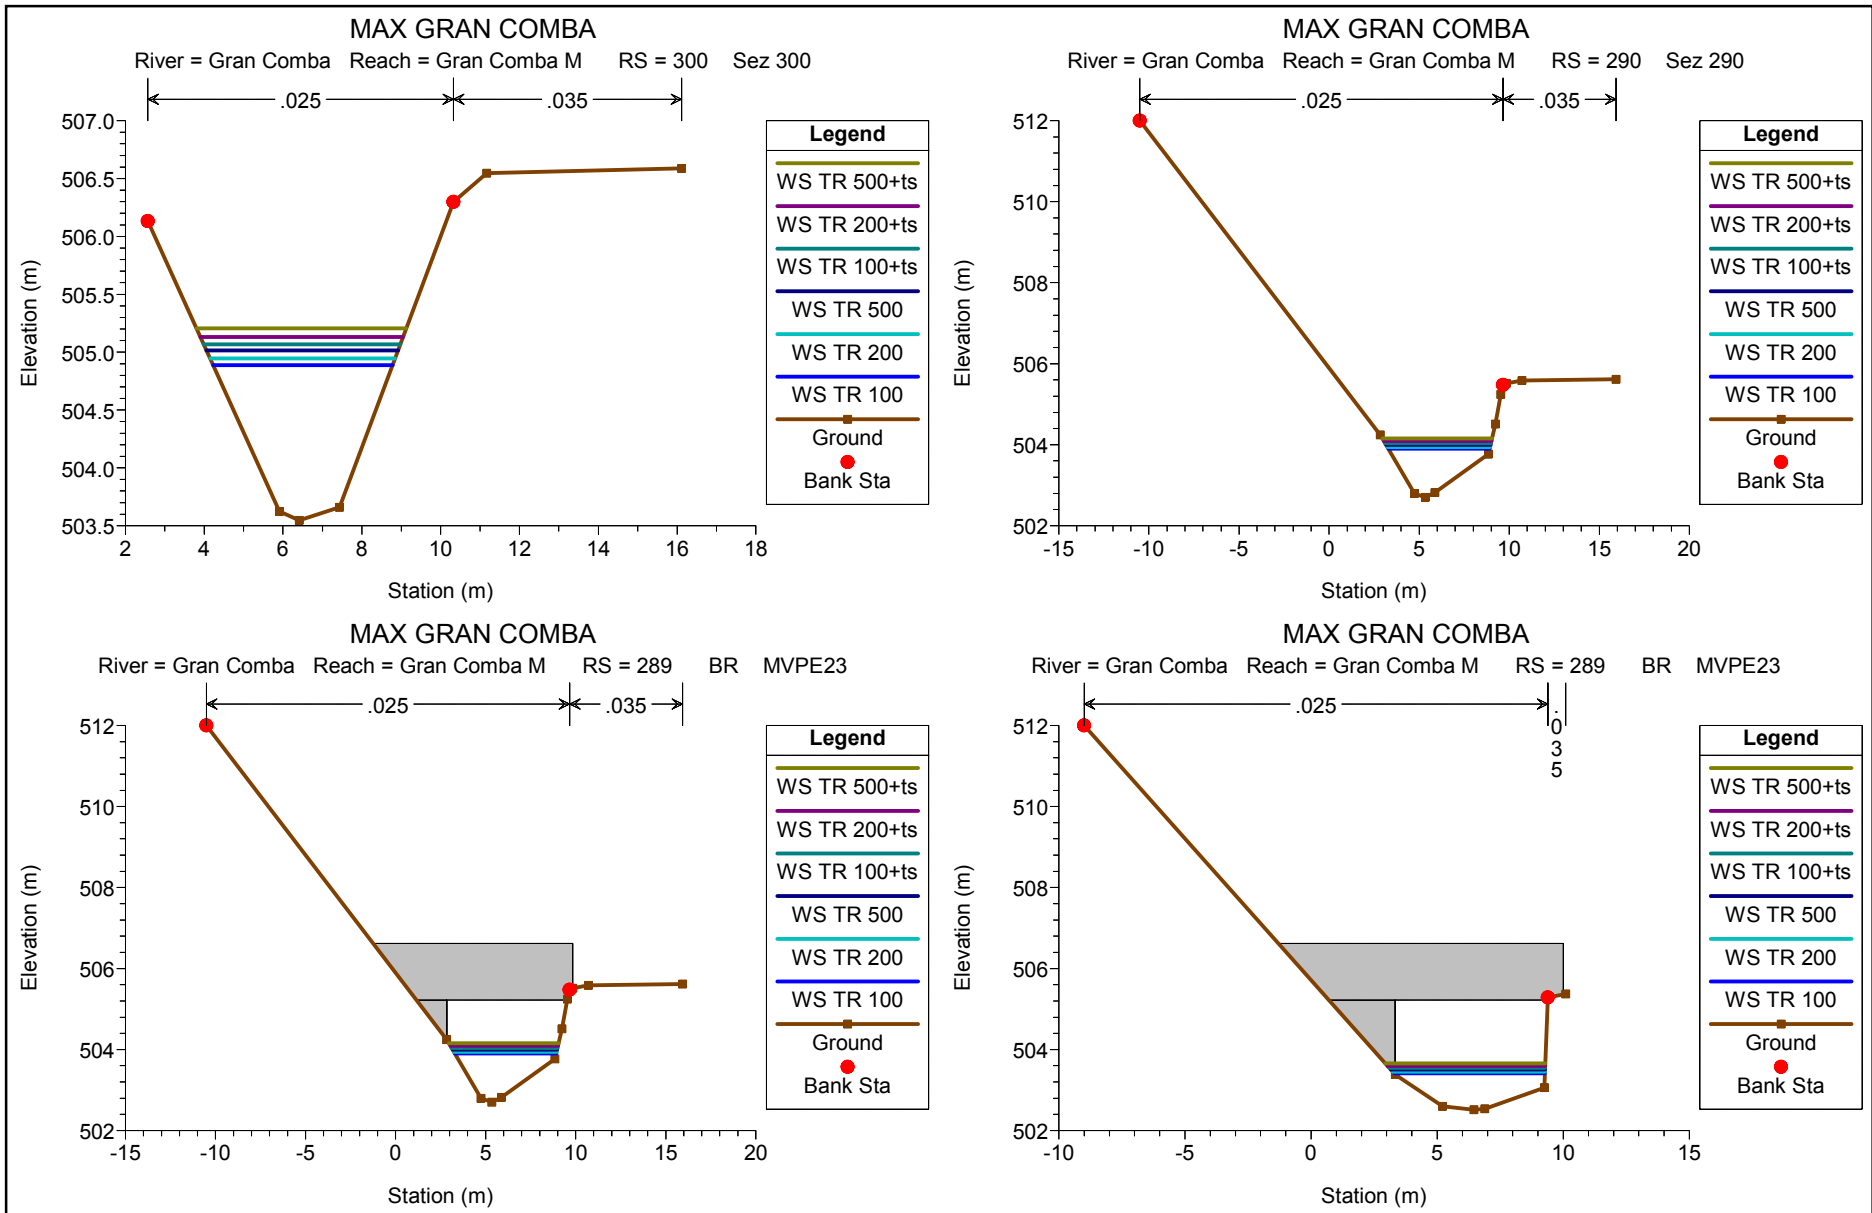 MAX GRAN COMBA
River = Gran Comba Reach = Gran Comba M RS = 300 Sez 300
.025 .035
507.0
506.5
506.0
505.5
505.0
504.5
504.0
503.5
2 4 6 8 10 12 14 16 18
Elevation (m)
Station (m)
Legend
WS TR 500+ts
WS TR 200+ts
WS TR 100+ts
WS TR 500
WS TR 200
WS TR 100
Ground
Bank Sta
MAX GRAN COMBA
River = Gran Comba Reach = Gran Comba M RS = 290 Sez 290
.025 .035
512
510
508
506
504
502
-15 -10 -5 0 5 10 15 20
Elevation (m)
Station (m)
Legend
WS TR 500+ts
WS TR 200+ts
WS TR 100+ts
WS TR 500
WS TR 200
WS TR 100
Ground
Bank Sta
MAX GRAN COMBA
River = Gran Comba Reach = Gran Comba M RS = 289 BR MVPE23
.025 .035
512
510
508
506
504
502
-15 -10 -5 0 5 10 15 20
Elevation (m)
Station (m)
Legend
WS TR 500+ts
WS TR 200+ts
WS TR 100+ts
WS TR 500
WS TR 200
WS TR 100
Ground
Bank Sta
MAX GRAN COMBA
River = Gran Comba Reach = Gran Comba M RS = 289 BR MVPE23
.025 .035
512
510
508
506
504
502
-10 -5 0 5 10 15
Elevation (m)
Station (m)
Legend
WS TR 500+ts
WS TR 200+ts
WS TR 100+ts
WS TR 500
WS TR 200
WS TR 100
Ground
Bank Sta